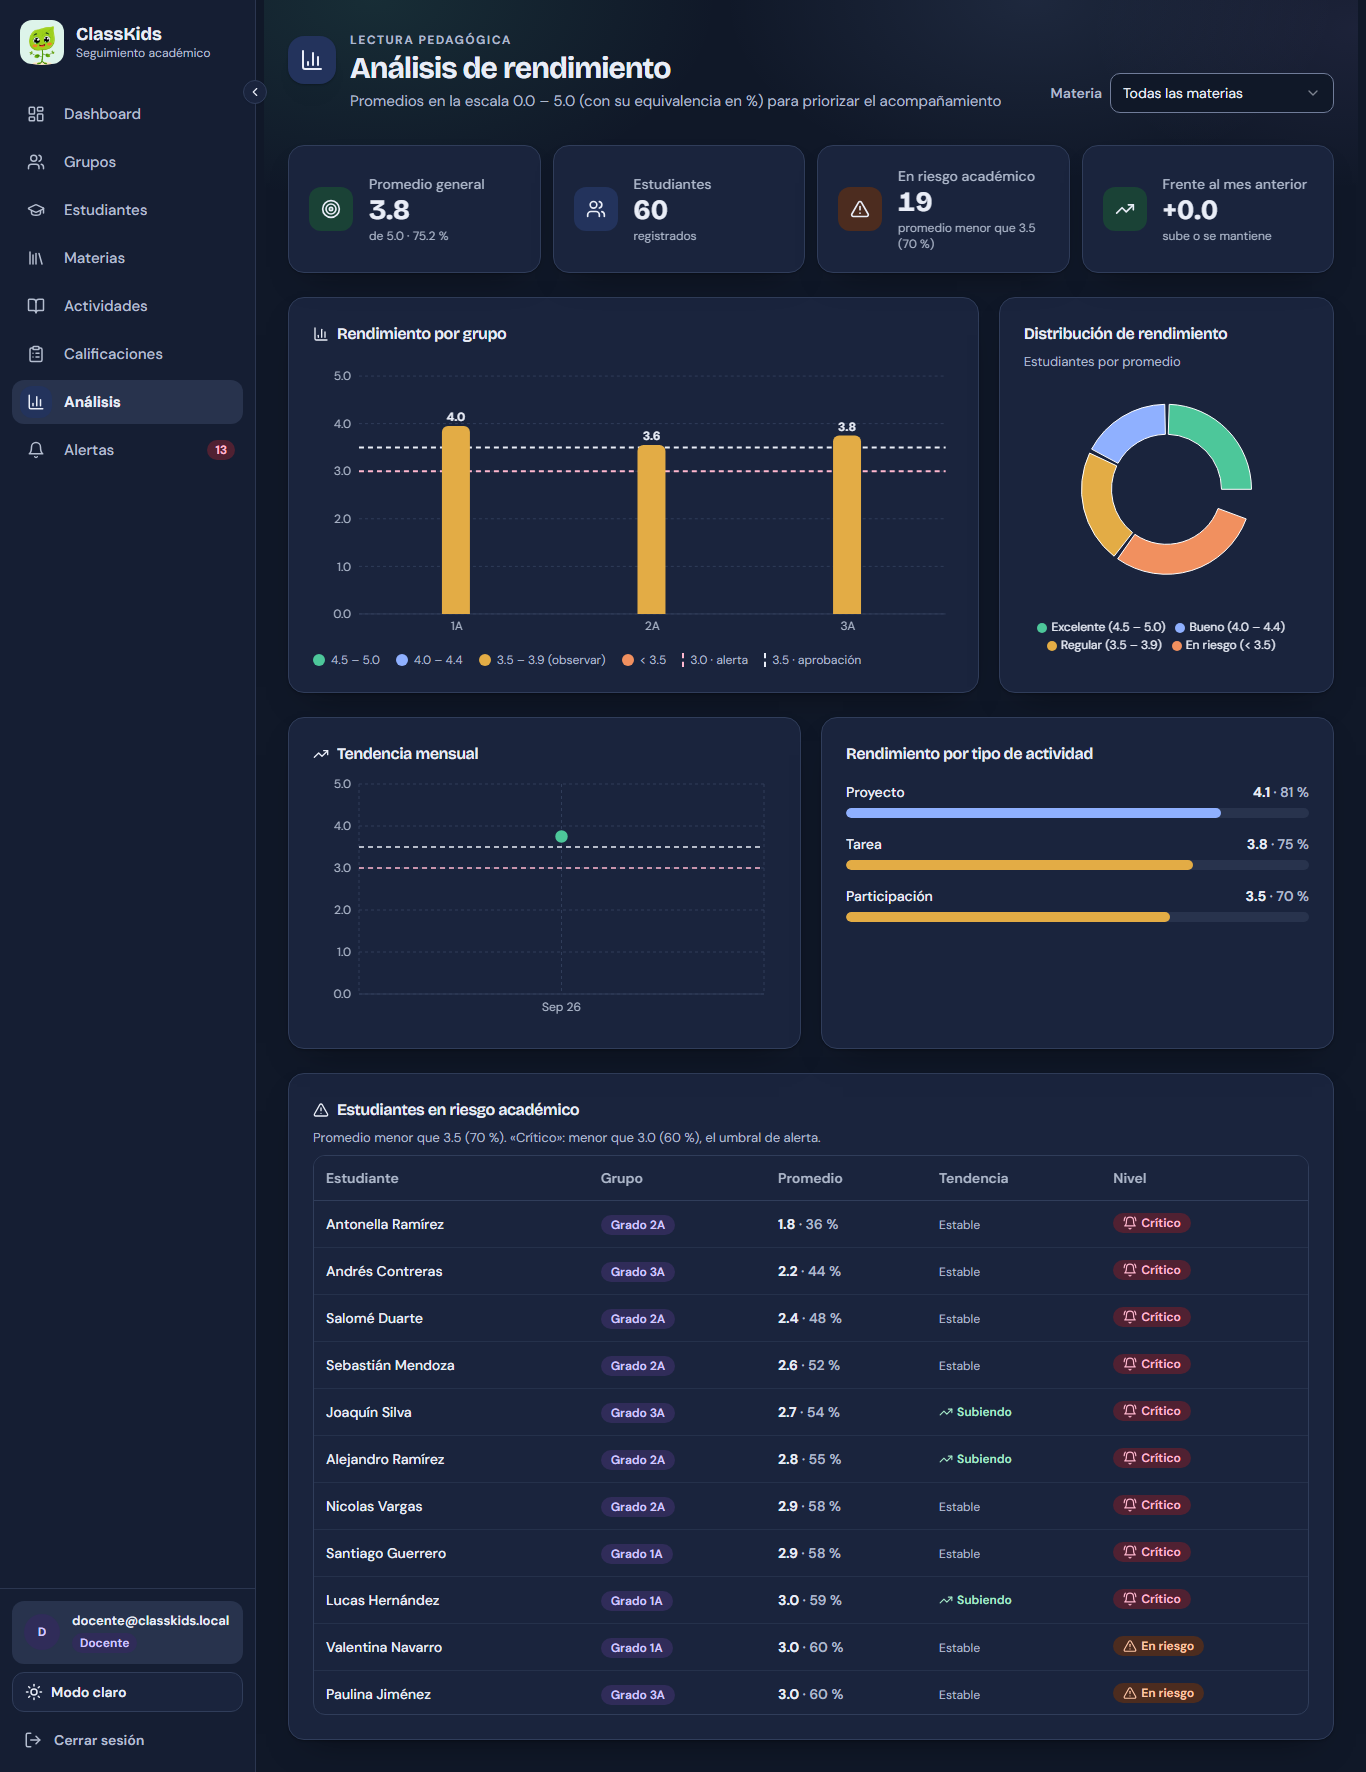 ClassKids
Seguimiento académico
Dashboard
Grupos
Estudiantes
Materias
Actividades
Calificaciones
Análisis
Alertas
13
docente@classkids.local
D
Docente
Modo claro
Cerrar sesión
LECTURA PEDAGÓGICA
Análisis de rendimiento
Promedios en la escala 0.0 – 5.0 (con su equivalencia en %) para priorizar el acompañamiento
Materia
Todas las materias
Promedio general
3.8
de 5.0 · 75.2 %
Estudiantes
60
registrados
En riesgo académico
19
promedio menor que 3.5
(70 %)
Frente al mes anterior
+0.0
sube o se mantiene
Rendimiento por grupo
5.0
4.0
3.0
2.0
1.0
0.0
4.0
3.6
3.8
1A
2A
3A
4.5 – 5.0
4.0 – 4.4
3.5 – 3.9 (observar)
< 3.5
3.0 · alerta
3.5 · aprobación
Distribución de rendimiento
Estudiantes por promedio
Excelente (4.5 – 5.0)
Bueno (4.0 – 4.4)
Regular (3.5 – 3.9)
En riesgo (< 3.5)
Tendencia mensual
5.0
4.0
3.0
2.0
1.0
0.0
Sep 26
Rendimiento por tipo de actividad
Proyecto
4.1 · 81 %
Tarea
3.8 · 75 %
Participación
3.5 · 70 %
Estudiantes en riesgo académico
Promedio menor que 3.5 (70 %). «Crítico»: menor que 3.0 (60 %), el umbral de alerta.
Estudiante Grupo Promedio Tendencia Nivel
Antonella Ramírez Grado 2A 1.8 · 36 % Estable Crítico
Andrés Contreras Grado 3A 2.2 · 44 % Estable Crítico
Salomé Duarte Grado 2A 2.4 · 48 % Estable Crítico
Sebastián Mendoza Grado 2A 2.6 · 52 % Estable Crítico
Joaquín Silva Grado 3A 2.7 · 54 % Subiendo Crítico
Alejandro Ramírez Grado 2A 2.8 · 55 % Subiendo Crítico
Nicolas Vargas Grado 2A 2.9 · 58 % Estable Crítico
Santiago Guerrero Grado 1A 2.9 · 58 % Estable Crítico
Lucas Hernández Grado 1A 3.0 · 59 % Subiendo Crítico
Valentina Navarro Grado 1A 3.0 · 60 % Estable En riesgo
Paulina Jiménez Grado 3A 3.0 · 60 % Estable En riesgo